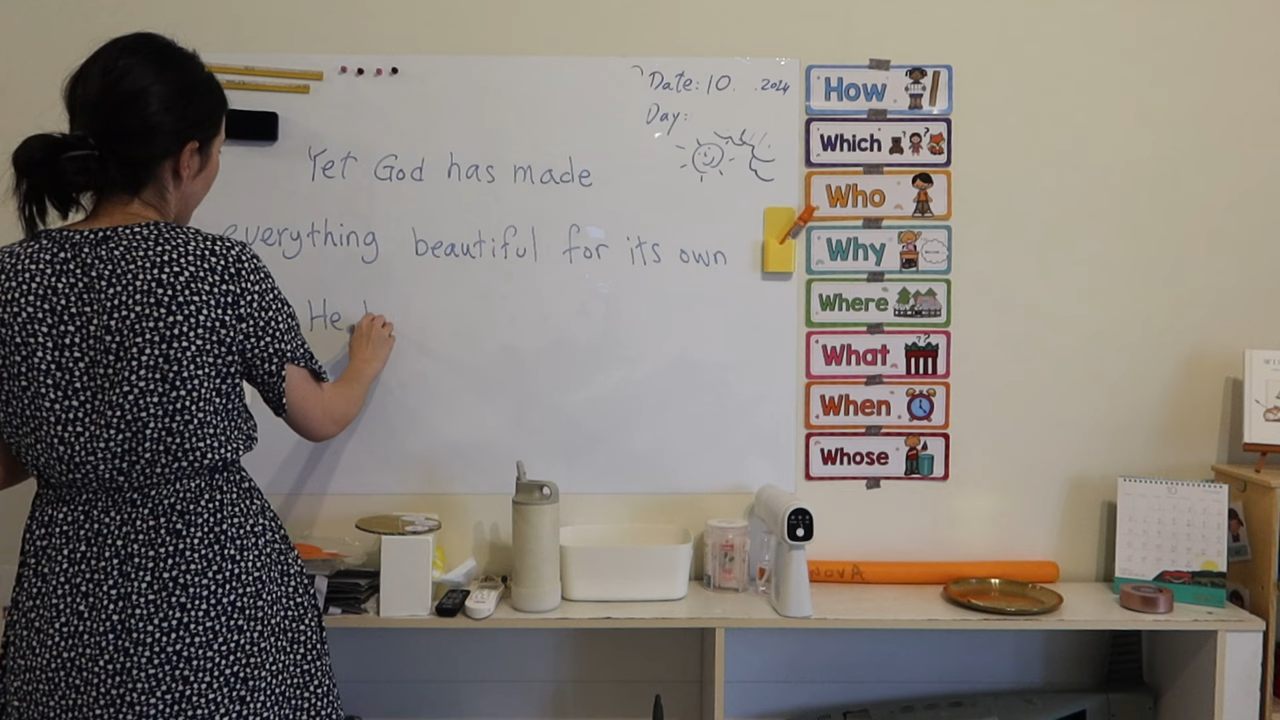 Date: 10. .2024
Day:
Yet God has made
everything beautiful for its own
He
How
Which
Who
Why
Where
What
When
Whose
NOVA
10